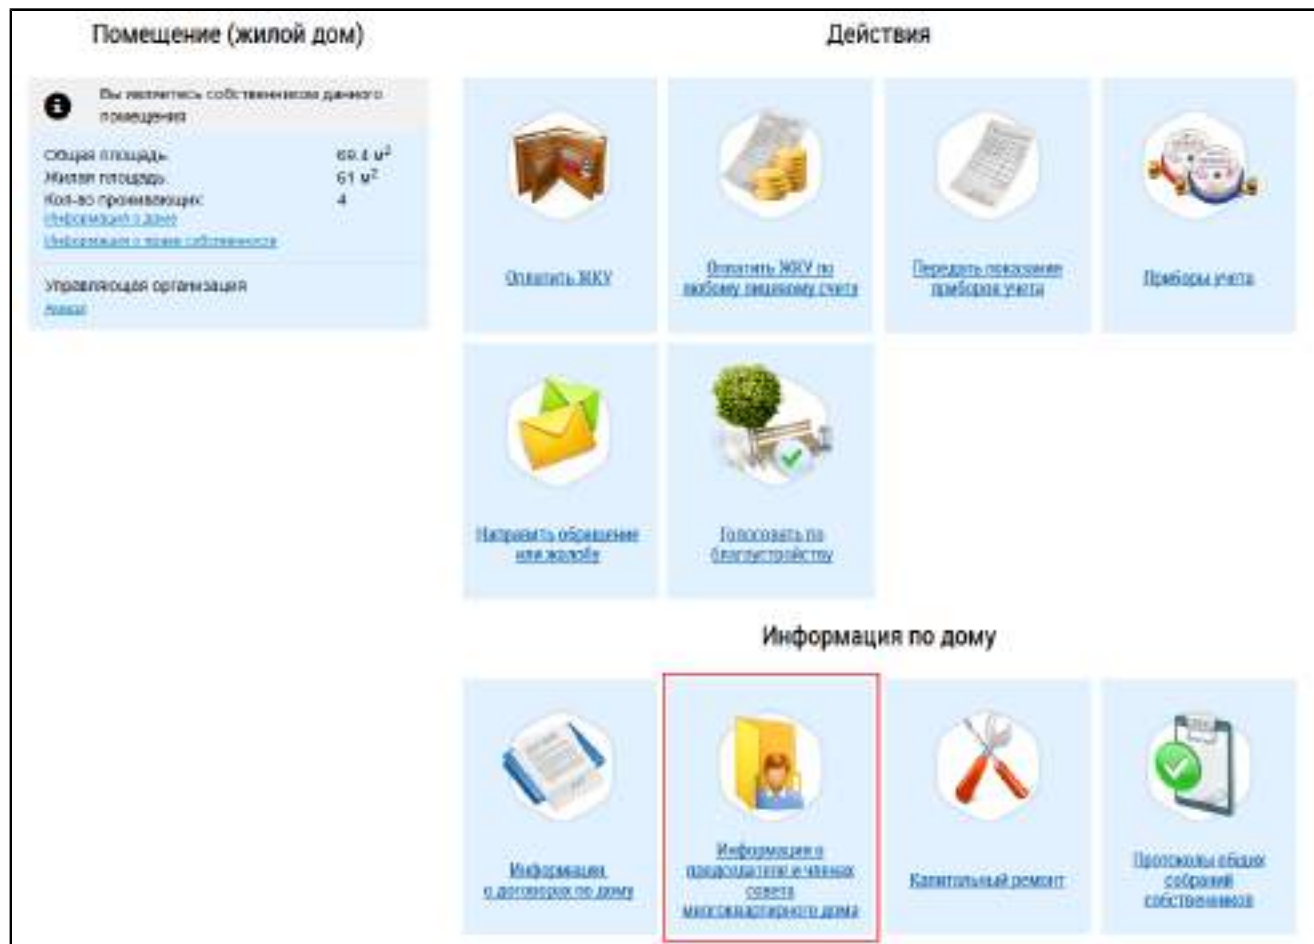 Помещение (жилой дом)
Вы являетесь собственником данного
помещения
Общая площадь: 69.4 м²
Жилая площадь: 61 м²
Кол-во проживающих: 4
Информация о доме
Информация о праве собственности
Управляющая организация
Действия
Оплатить ЖКУ
Оплатить ЖКУ по
любому лицевому счету
Передать показания
приборов учета
Приборы учета
Направить обращение
или жалобу
Голосовать по
благоустройству
Информация по дому
Информация
о договорах по дому
Информация о
председателе и членах
совета
многоквартирного дома
Капитальный ремонт
Протоколы общих
собраний
собственников